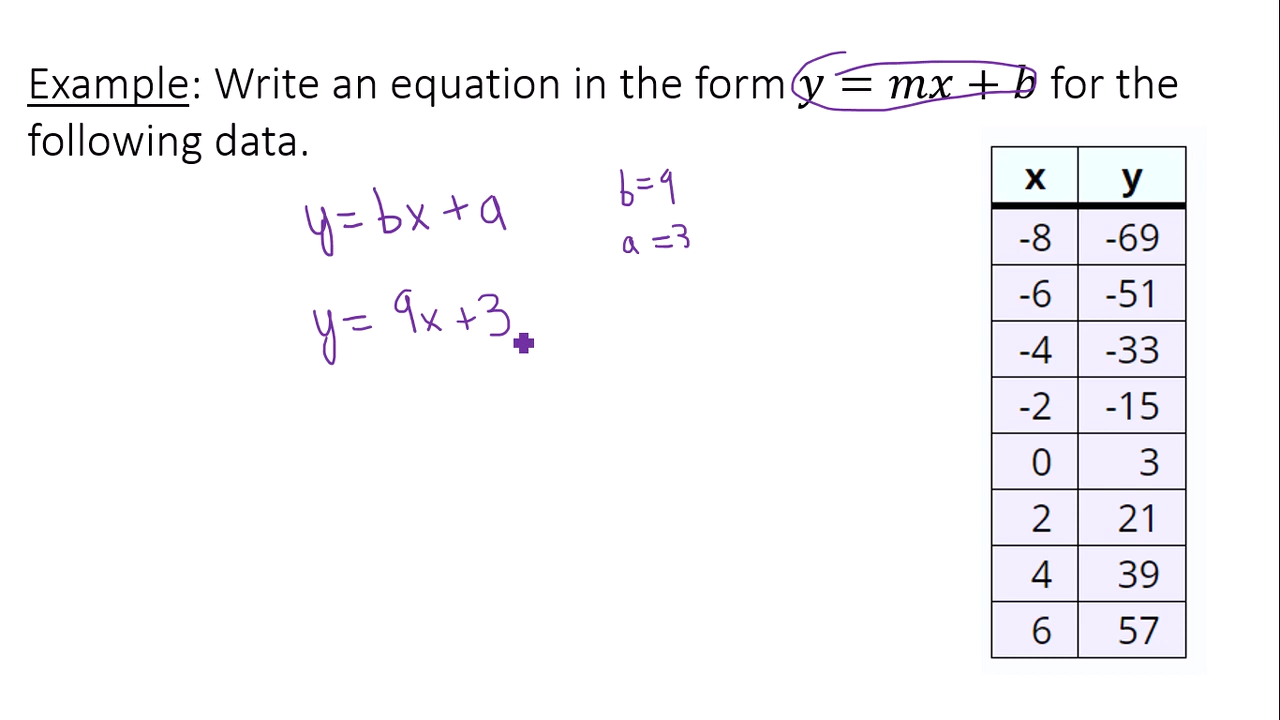 Example: Write an equation in the form y = mx + b for the
following data.
y = bx + a
b = 9
a = 3
y = 9x + 3
x y
-8 -69
-6 -51
-4 -33
-2 -15
0 3
2 21
4 39
6 57